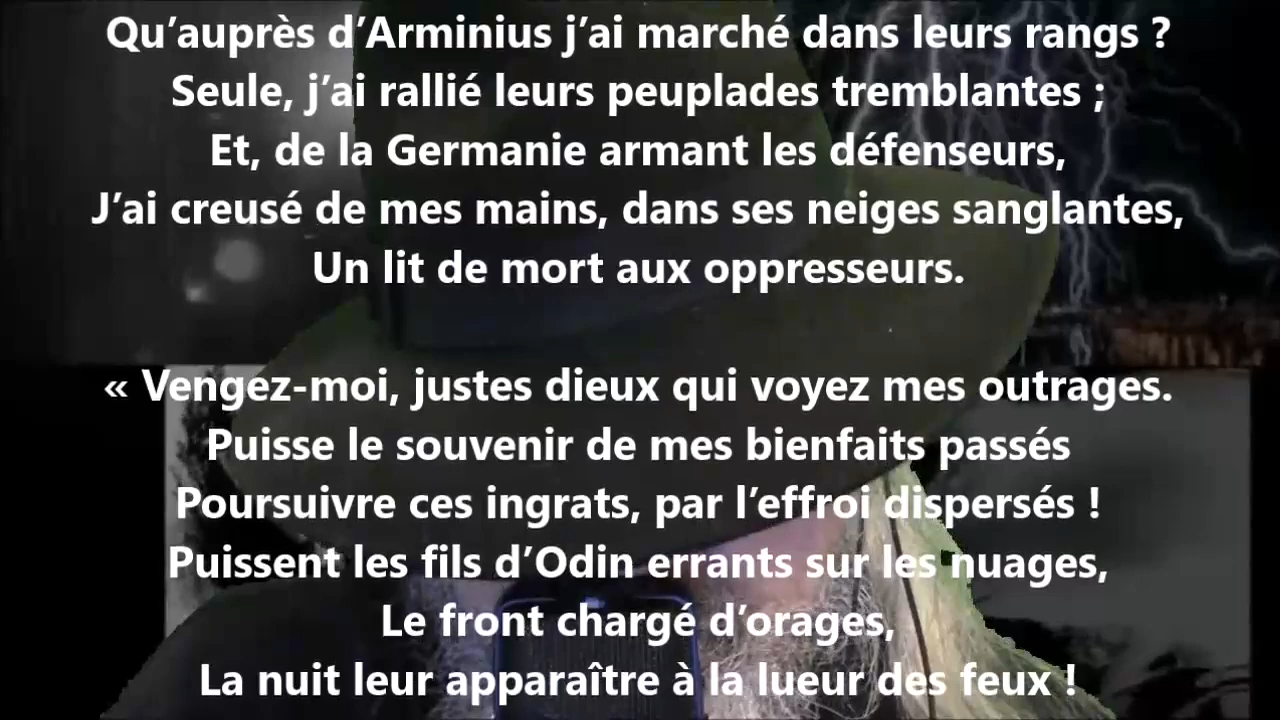 Qu’auprès d’Arminius j’ai marché dans leurs rangs ?
Seule, j’ai rallié leurs peuplades tremblantes ;
Et, de la Germanie armant les défenseurs,
J’ai creusé de mes mains, dans ses neiges sanglantes,
Un lit de mort aux oppresseurs.
« Vengez-moi, justes dieux qui voyez mes outrages.
Puisse le souvenir de mes bienfaits passés
Poursuivre ces ingrats, par l’effroi dispersés !
Puissent les fils d’Odin errants sur les nuages,
Le front chargé d’orages,
La nuit leur apparaître à la lueur des feux !